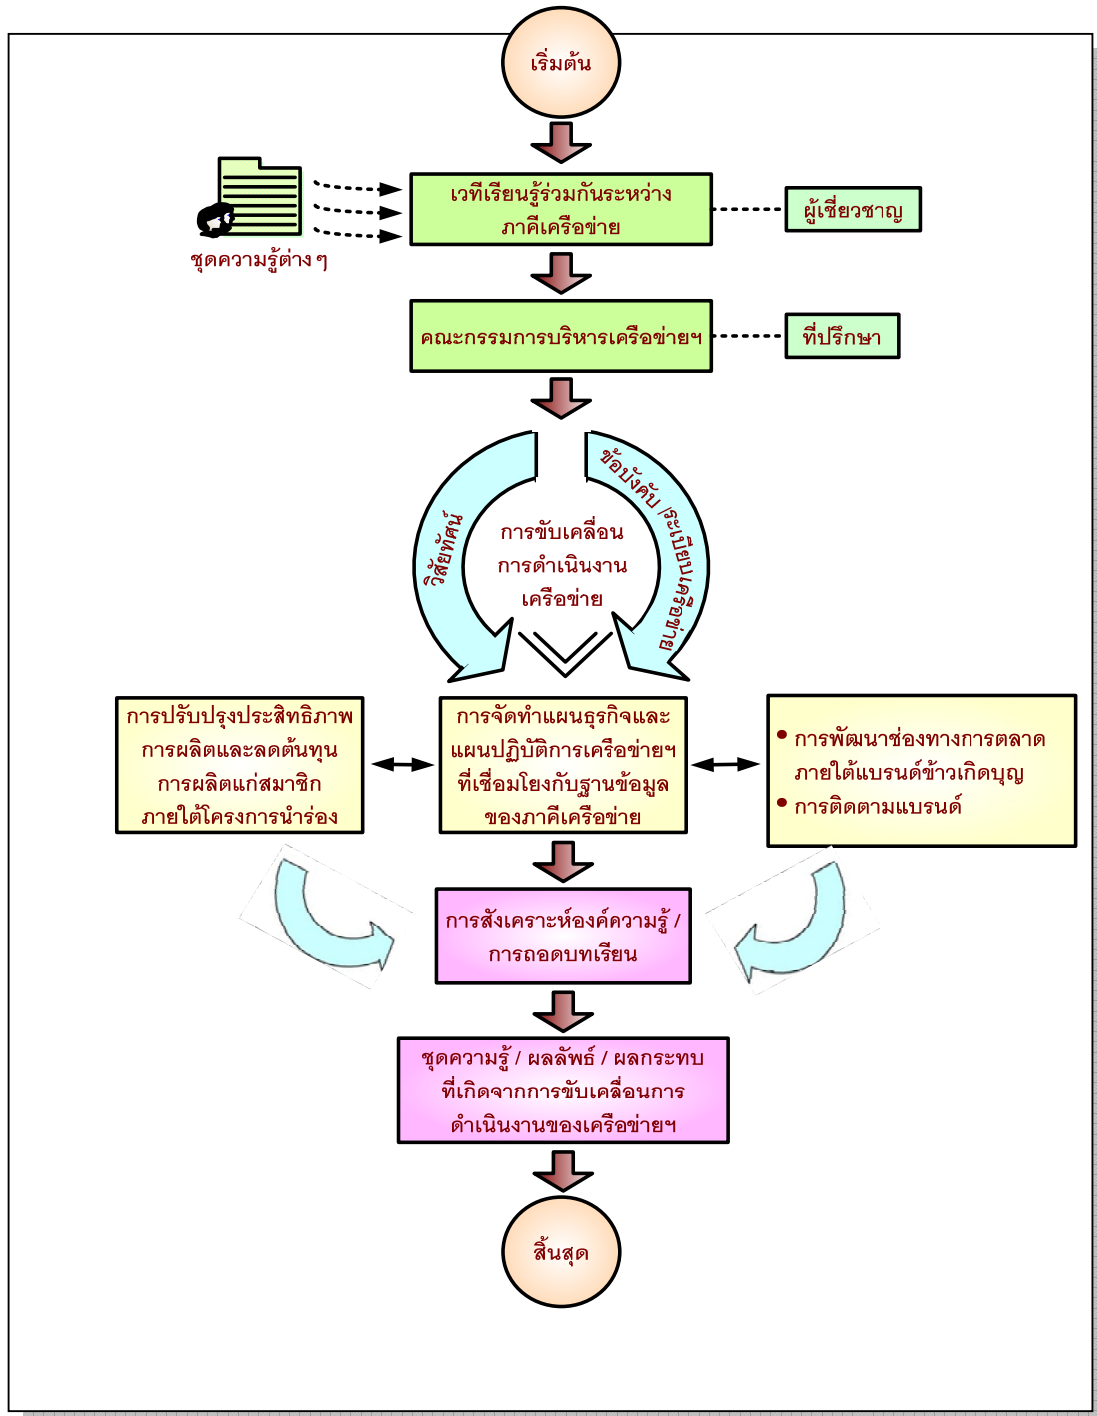 เริ่มต้น
เวทีเรียนรู้ร่วมกันระหว่าง
ภาคีเครือข่าย
ผู้เชี่ยวชาญ
ชุดความรู้ต่าง ๆ
คณะกรรมการบริหารเครือข่ายฯ
ที่ปรึกษา
วิสัยทัศน์
ข้อบังคับ /ระเบียบเครือข่าย
การขับเคลื่อน
การดำเนินงาน
เครือข่าย
การปรับปรุงประสิทธิภาพ
การผลิตและลดต้นทุน
การผลิตแก่สมาชิก
ภายใต้โครงการนำร่อง
การจัดทำแผนธุรกิจและ
แผนปฏิบัติการเครือข่ายฯ
ที่เชื่อมโยงกับฐานข้อมูล
ของภาคีเครือข่าย
• การพัฒนาช่องทางการตลาด
ภายใต้แบรนด์ข้าวเกิดบุญ
• การติดตามแบรนด์
การสังเคราะห์องค์ความรู้ /
การถอดบทเรียน
ชุดความรู้ / ผลลัพธ์ / ผลกระทบ
ที่เกิดจากการขับเคลื่อนการ
ดำเนินงานของเครือข่ายฯ
สิ้นสุด